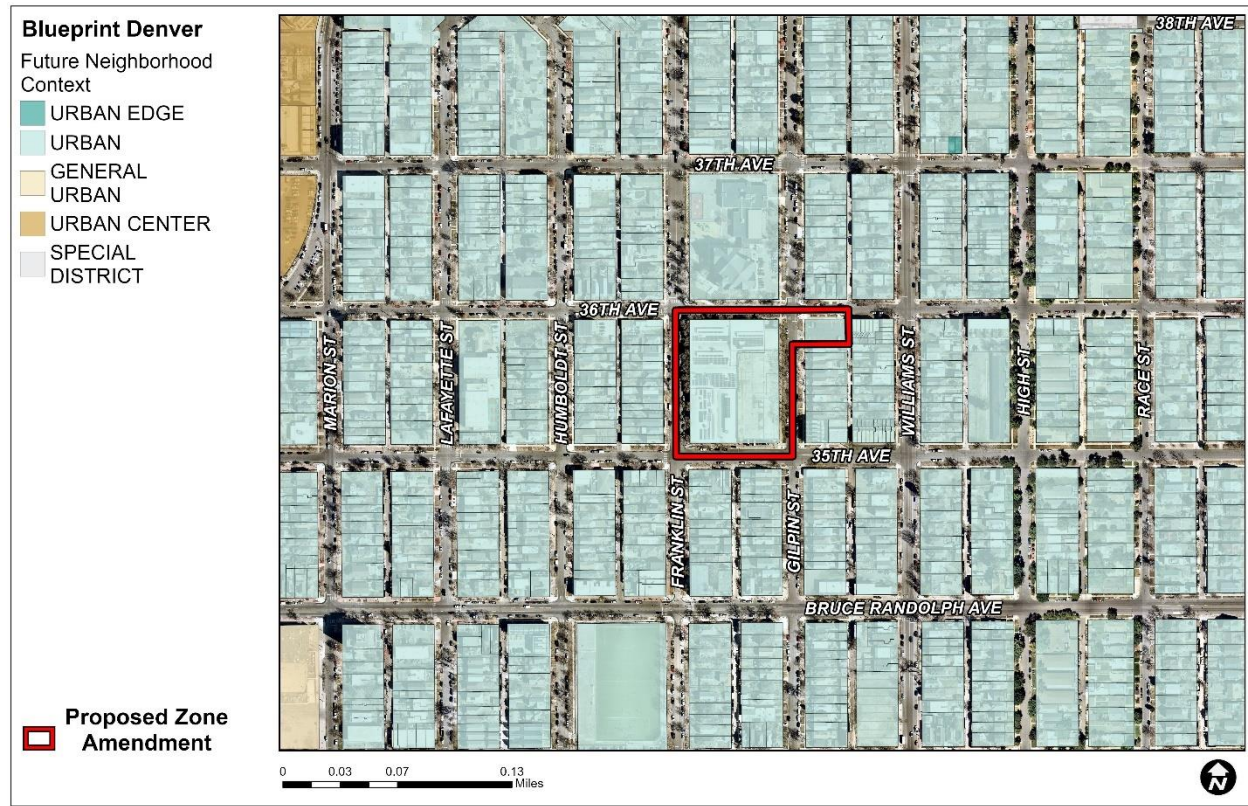 Blueprint Denver
Future Neighborhood
Context
URBAN EDGE
URBAN
GENERAL
URBAN
URBAN CENTER
SPECIAL
DISTRICT
38TH AVE
37TH AVE
36TH AVE
MARION ST
LAFAYETTE ST
HUMBOLDT ST
WILLIAMS ST
HIGH ST
RACE ST
35TH AVE
FRANKLIN ST
GILPIN ST
BRUCE RANDOLPH AVE
Proposed Zone
Amendment
0 0.03 0.07 0.13
Miles
N